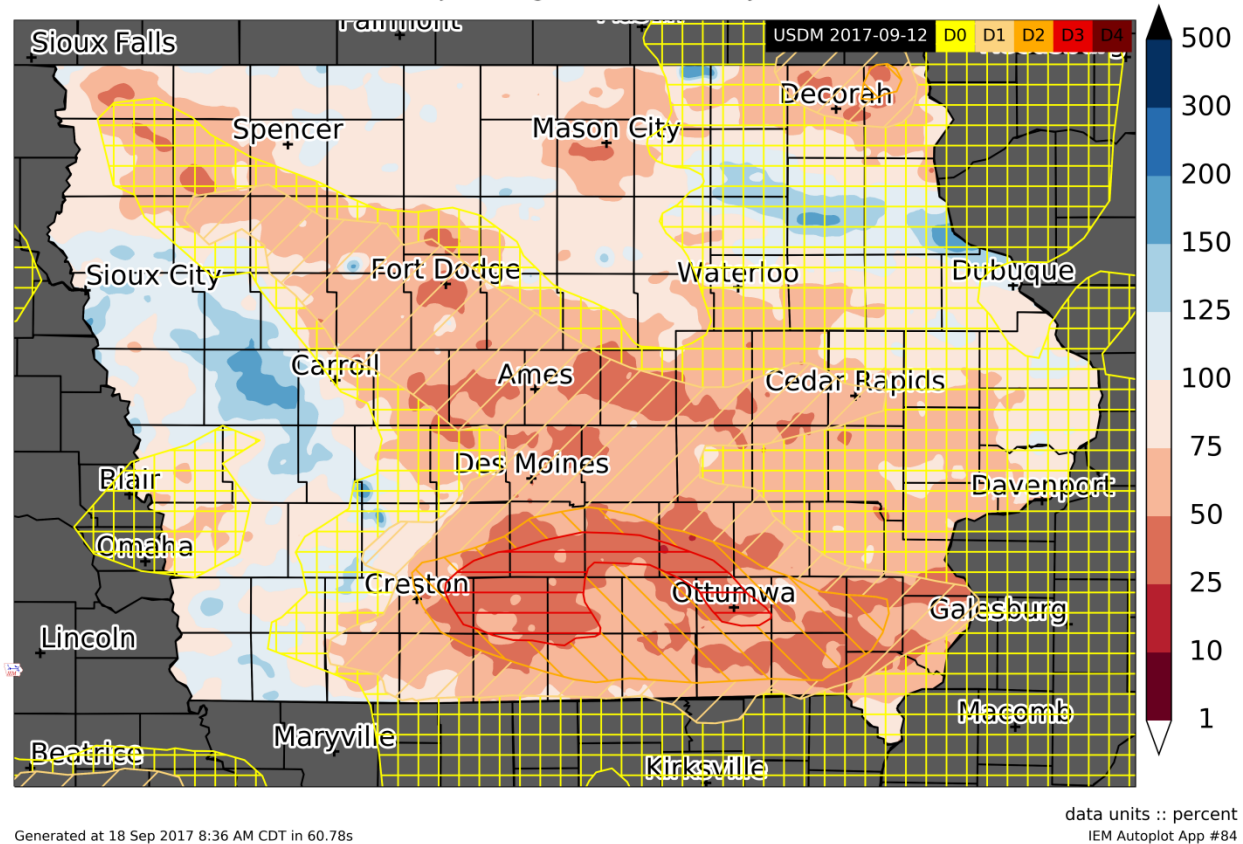 Fairmont
Sioux Falls
USDM 2017-09-12 D0 D1 D2 D3 D4
500
300
200
150
125
100
75
50
25
10
1
Decorah
Spencer
Mason City
Sioux City
Fort Dodge
Waterloo
Dubuque
Carroll
Ames
Cedar Rapids
Des Moines
Blair
Davenport
Omaha
Creston
Ottumwa
Galesburg
Lincoln
Macomb
Maryville
Beatrice
Kirksville
data units :: percent
Generated at 18 Sep 2017 8:36 AM CDT in 60.78s
IEM Autoplot App #84